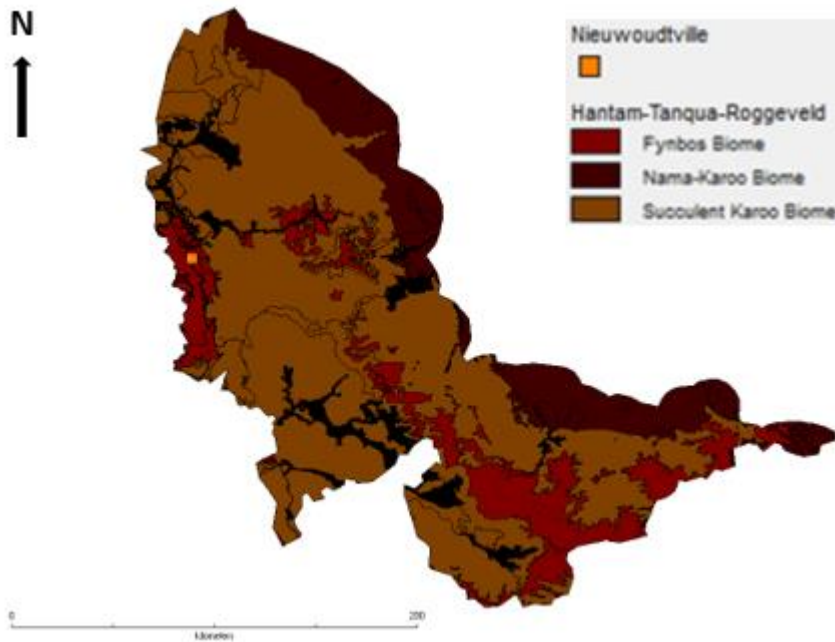 N
Nieuwoudtville
Hantam-Tanqua-Roggeveld
Fynbos Biome
Nama-Karoo Biome
Succulent Karoo Biome
0 200